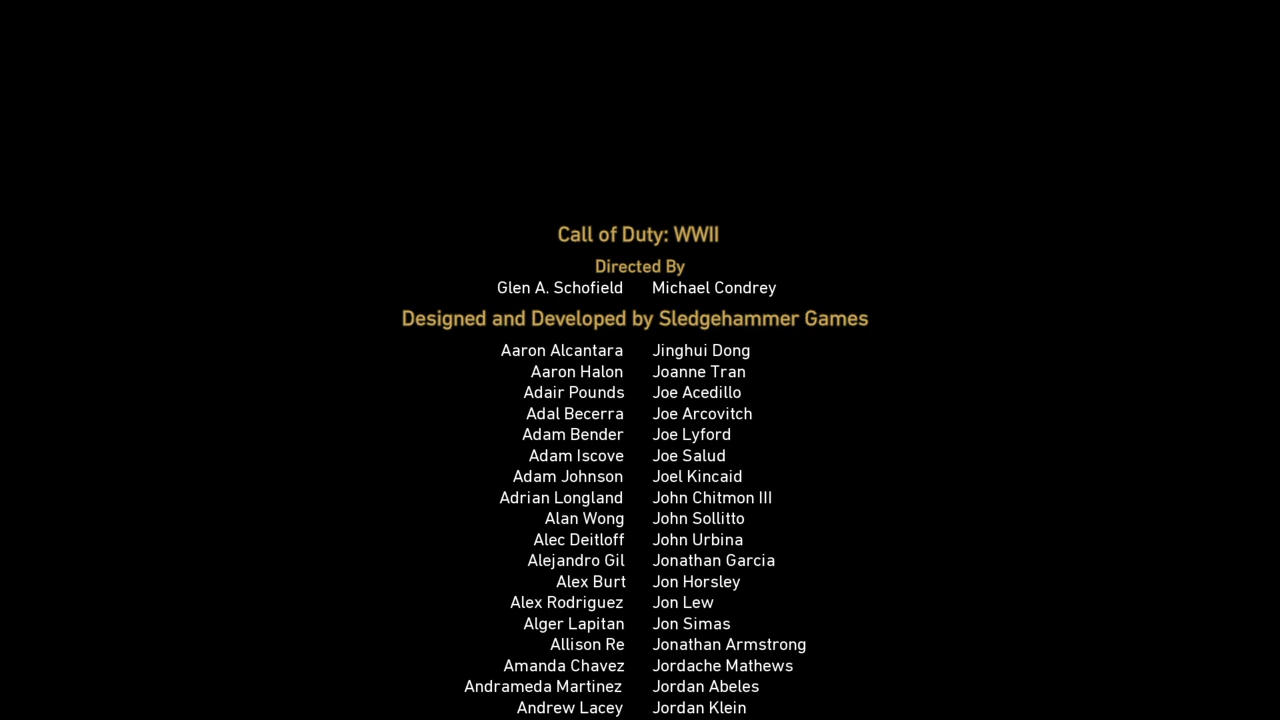 Call of Duty: WWII
Directed By
Glen A. Schofield Michael Condrey
Designed and Developed by Sledgehammer Games
Aaron Alcantara Jinghui Dong
Aaron Halon Joanne Tran
Adair Pounds Joe Acedillo
Adal Becerra Joe Arcovitch
Adam Bender Joe Lyford
Adam Iscove Joe Salud
Adam Johnson Joel Kincaid
Adrian Longland John Chitmon III
Alan Wong John Sollitto
Alec Deitloff John Urbina
Alejandro Gil Jonathan Garcia
Alex Burt Jon Horsley
Alex Rodriguez Jon Lew
Alger Lapitan Jon Simas
Allison Re Jonathan Armstrong
Amanda Chavez Jordache Mathews
Andrameda Martinez Jordan Abeles
Andrew Lacey Jordan Klein